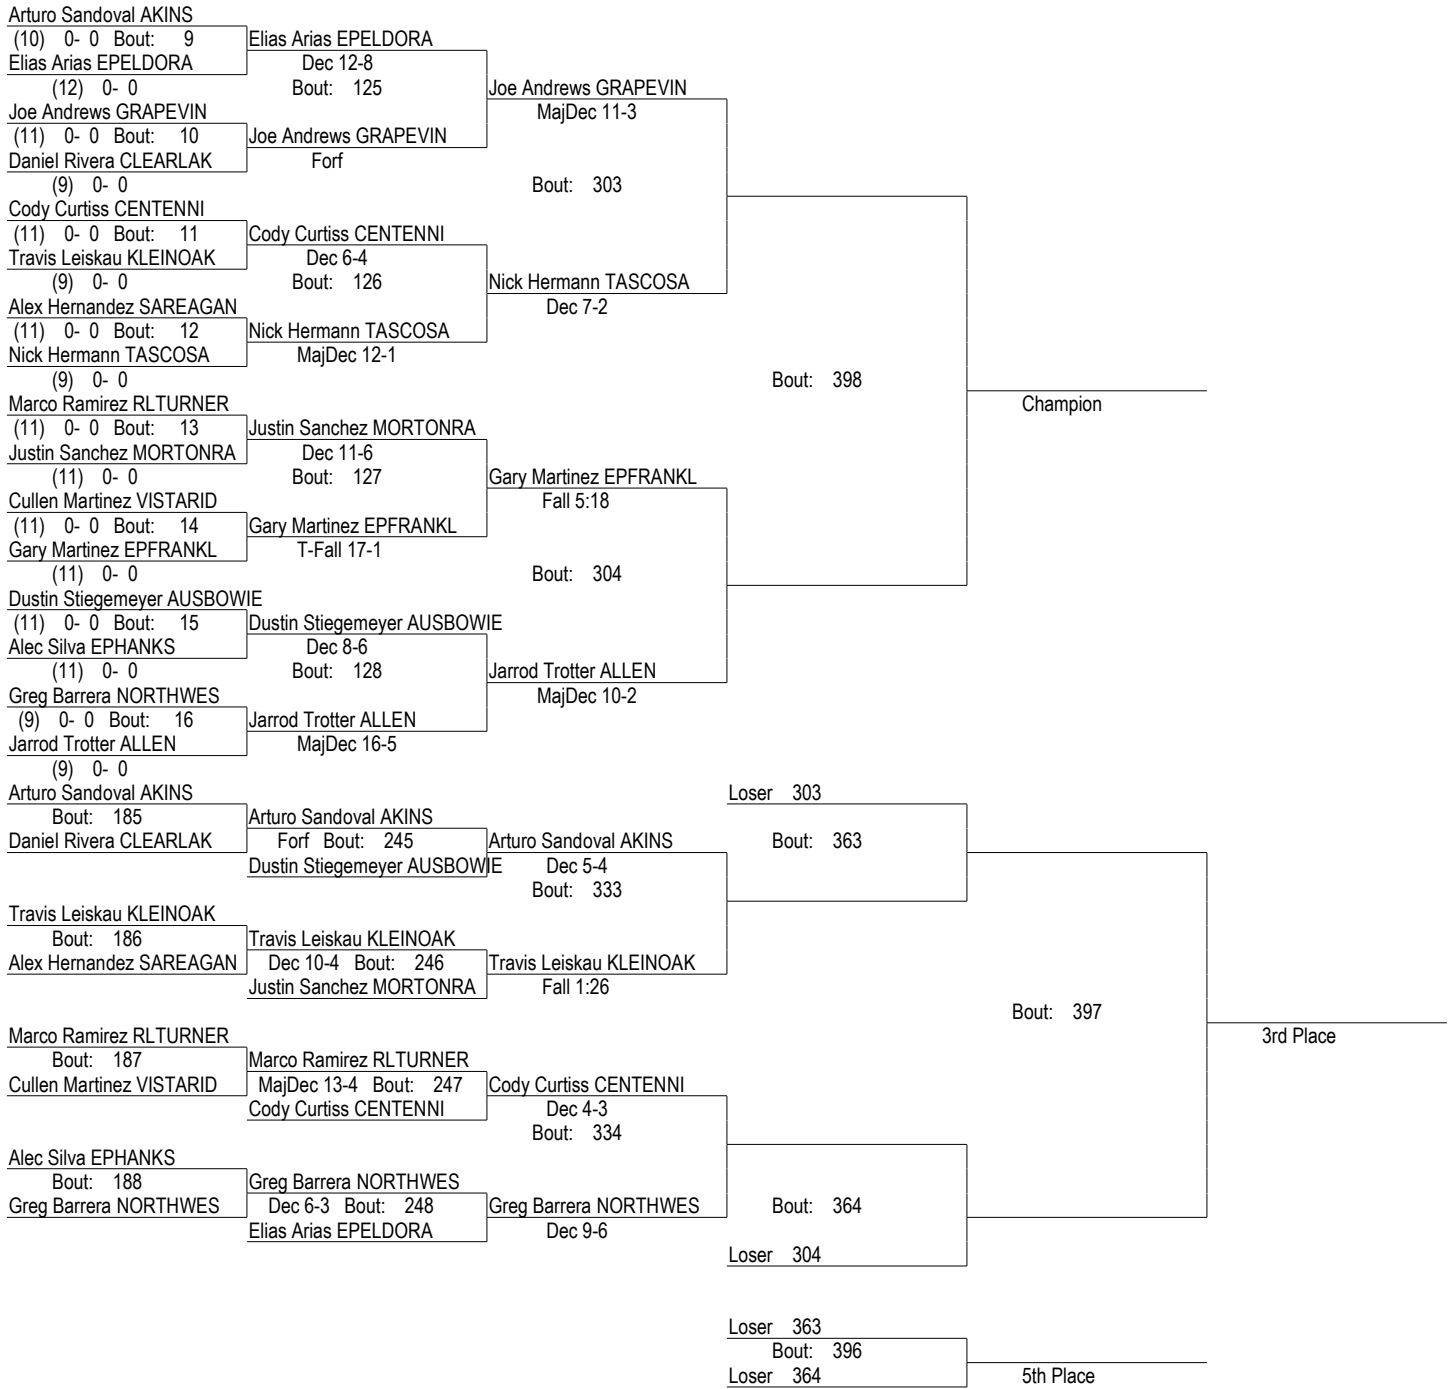 Arturo Sandoval AKINS
(10) 0- 0 Bout: 9 Elias Arias EPELDORA
Elias Arias EPELDORA Dec 12-8
(12) 0- 0 Bout: 125 Joe Andrews GRAPEVIN
Joe Andrews GRAPEVIN MajDec 11-3
(11) 0- 0 Bout: 10 Joe Andrews GRAPEVIN
Daniel Rivera CLEARLAK Forf
(9) 0- 0 Bout: 303
Cody Curtiss CENTENNI
(11) 0- 0 Bout: 11 Cody Curtiss CENTENNI
Travis Leiskau KLEINOAK Dec 6-4
(9) 0- 0 Bout: 126 Nick Hermann TASCOSA
Alex Hernandez SAREAGAN Dec 7-2
(11) 0- 0 Bout: 12 Nick Hermann TASCOSA
Nick Hermann TASCOSA MajDec 12-1
(9) 0- 0 Bout: 398
Marco Ramirez RLTURNER Champion
(11) 0- 0 Bout: 13 Justin Sanchez MORTONRA
Justin Sanchez MORTONRA Dec 11-6
(11) 0- 0 Bout: 127 Gary Martinez EPFRANKL
Cullen Martinez VISTARID Fall 5:18
(11) 0- 0 Bout: 14 Gary Martinez EPFRANKL
Gary Martinez EPFRANKL T-Fall 17-1
(11) 0- 0 Bout: 304
Dustin Stiegemeyer AUSBOWIE
(11) 0- 0 Bout: 15 Dustin Stiegemeyer AUSBOWIE
Alec Silva EPHANKS Dec 8-6
(11) 0- 0 Bout: 128 Jarrod Trotter ALLEN
Greg Barrera NORTHWES MajDec 10-2
(9) 0- 0 Bout: 16 Jarrod Trotter ALLEN
Jarrod Trotter ALLEN MajDec 16-5
(9) 0- 0
Arturo Sandoval AKINS Loser 303
Bout: 185 Arturo Sandoval AKINS
Daniel Rivera CLEARLAK Forf Bout: 245 Arturo Sandoval AKINS Bout: 363
Dustin Stiegemeyer AUSBOWIE Dec 5-4
Bout: 333
Travis Leiskau KLEINOAK
Bout: 186 Travis Leiskau KLEINOAK
Alex Hernandez SAREAGAN Dec 10-4 Bout: 246 Travis Leiskau KLEINOAK
Justin Sanchez MORTONRA Fall 1:26
Bout: 397
Marco Ramirez RLTURNER 3rd Place
Bout: 187 Marco Ramirez RLTURNER
Cullen Martinez VISTARID MajDec 13-4 Bout: 247 Cody Curtiss CENTENNI
Cody Curtiss CENTENNI Dec 4-3
Bout: 334
Alec Silva EPHANKS
Bout: 188 Greg Barrera NORTHWES
Greg Barrera NORTHWES Dec 6-3 Bout: 248 Greg Barrera NORTHWES Bout: 364
Elias Arias EPELDORA Dec 9-6
Loser 304
Loser 363
Bout: 396
Loser 364 5th Place